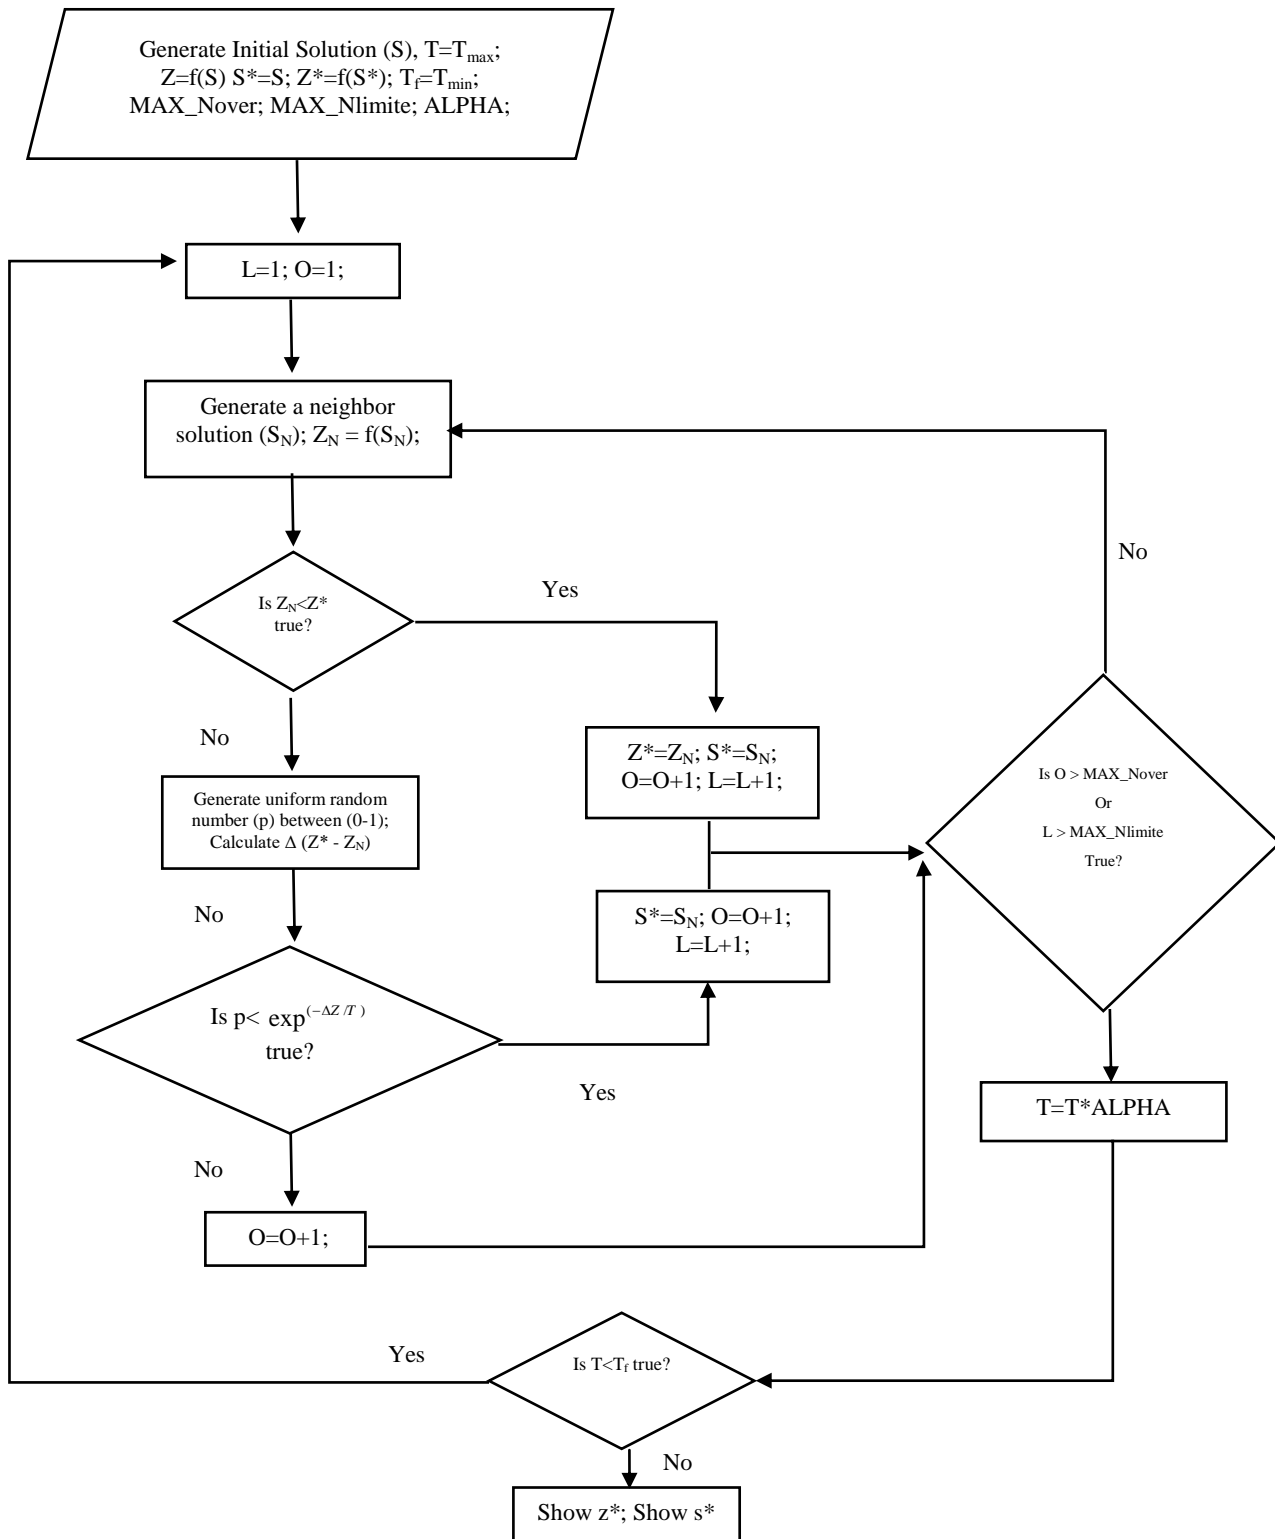 Generate Initial Solution (S), T=Tmax;
Z=f(S) S*=S; Z*=f(S*); Tf=Tmin;
MAX_Nover; MAX_Nlimite; ALPHA;
L=1; O=1;
Generate a neighbor
solution (SN); ZN = f(SN);
No
Is ZN<Z*
true?
Yes
No
Z*=ZN; S*=SN;
O=O+1; L=L+1;
Is O > MAX_Nover
Or
L > MAX_Nlimite
True?
Generate uniform random
number (p) between (0-1);
Calculate Δ (Z* - ZN)
No
S*=SN; O=O+1;
L=L+1;
Is p< exp(−ΔZ/T)
true?
Yes
T=T*ALPHA
No
O=O+1;
Yes
Is T<Tf true?
No
Show z*; Show s*